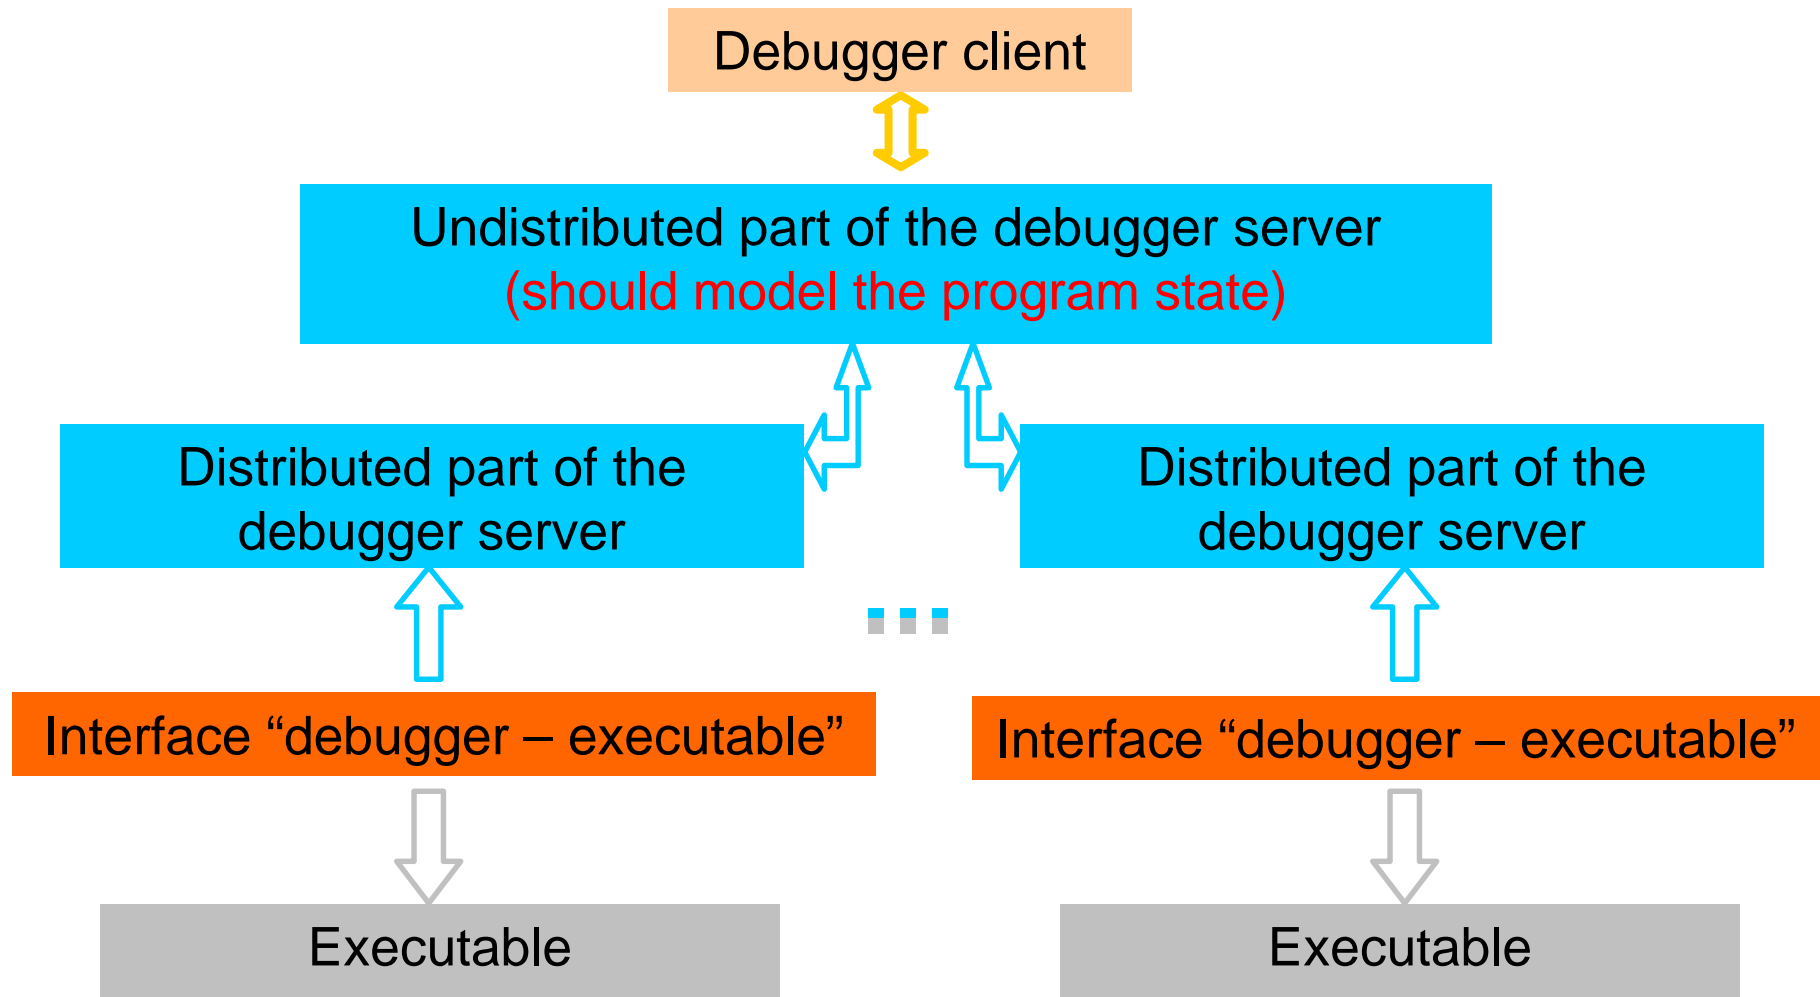 Debugger client
Undistributed part of the debugger server
(should model the program state)
Distributed part of the
debugger server
Distributed part of the
debugger server
Interface “debugger – executable”
Interface “debugger – executable”
Executable
Executable